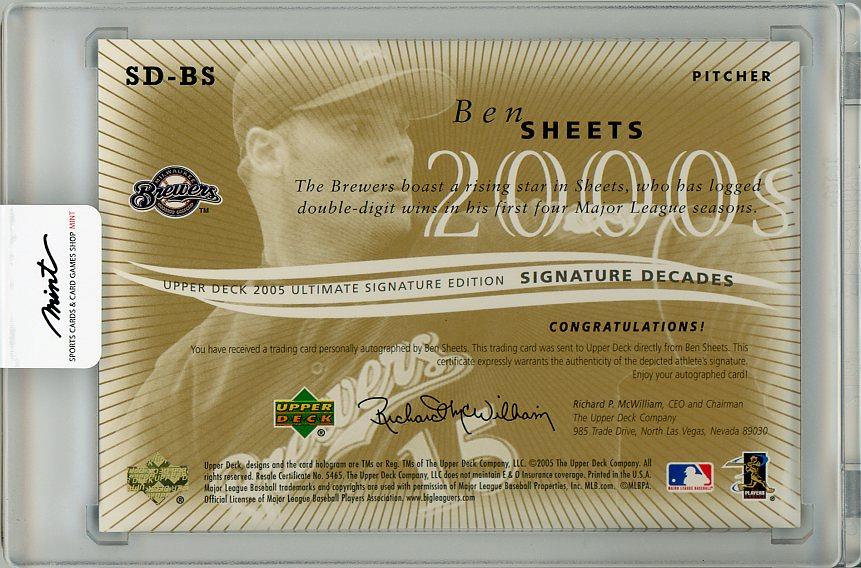 SD-BS
PITCHER
Ben
SHEETS
2000s
MILWAUKEE
Brewers
TM
The Brewers boast a rising star in Sheets, who has logged
double-digit wins in his first four Major League seasons.
mint
SPORTS CARDS & CARD GAMES SHOP MINT
UPPER DECK 2005 ULTIMATE SIGNATURE EDITION SIGNATURE DECADES
CONGRATULATIONS!
You have received a trading card personally autographed by Ben Sheets. This trading card was sent to Upper Deck directly from Ben Sheets. This
certificate expressly warrants the authenticity of the depicted athlete's signature.
Enjoy your autographed card!
Brewers
15
UPPER
DECK
®
Richard McWilliam
Richard P. McWilliam, CEO and Chairman
The Upper Deck Company
985 Trade Drive, North Las Vegas, Nevada 89030
Upper Deck, designs and the card hologram are TMs or Reg. TMs of The Upper Deck Company, LLC. ©2005 The Upper Deck Company. All
rights reserved. Resale Certificate No. 5465. The Upper Deck Company, LLC does not maintain E & O insurance coverage. Printed in the U.S.A.
Major League Baseball trademarks and copyrights are used with permission of Major League Baseball Properties, Inc. MLB.com. ©MLBPA.
Official Licensee of Major League Baseball Players Association. www.bigleaguers.com
®
MAJOR LEAGUE BASEBALL
PLAYERS
®